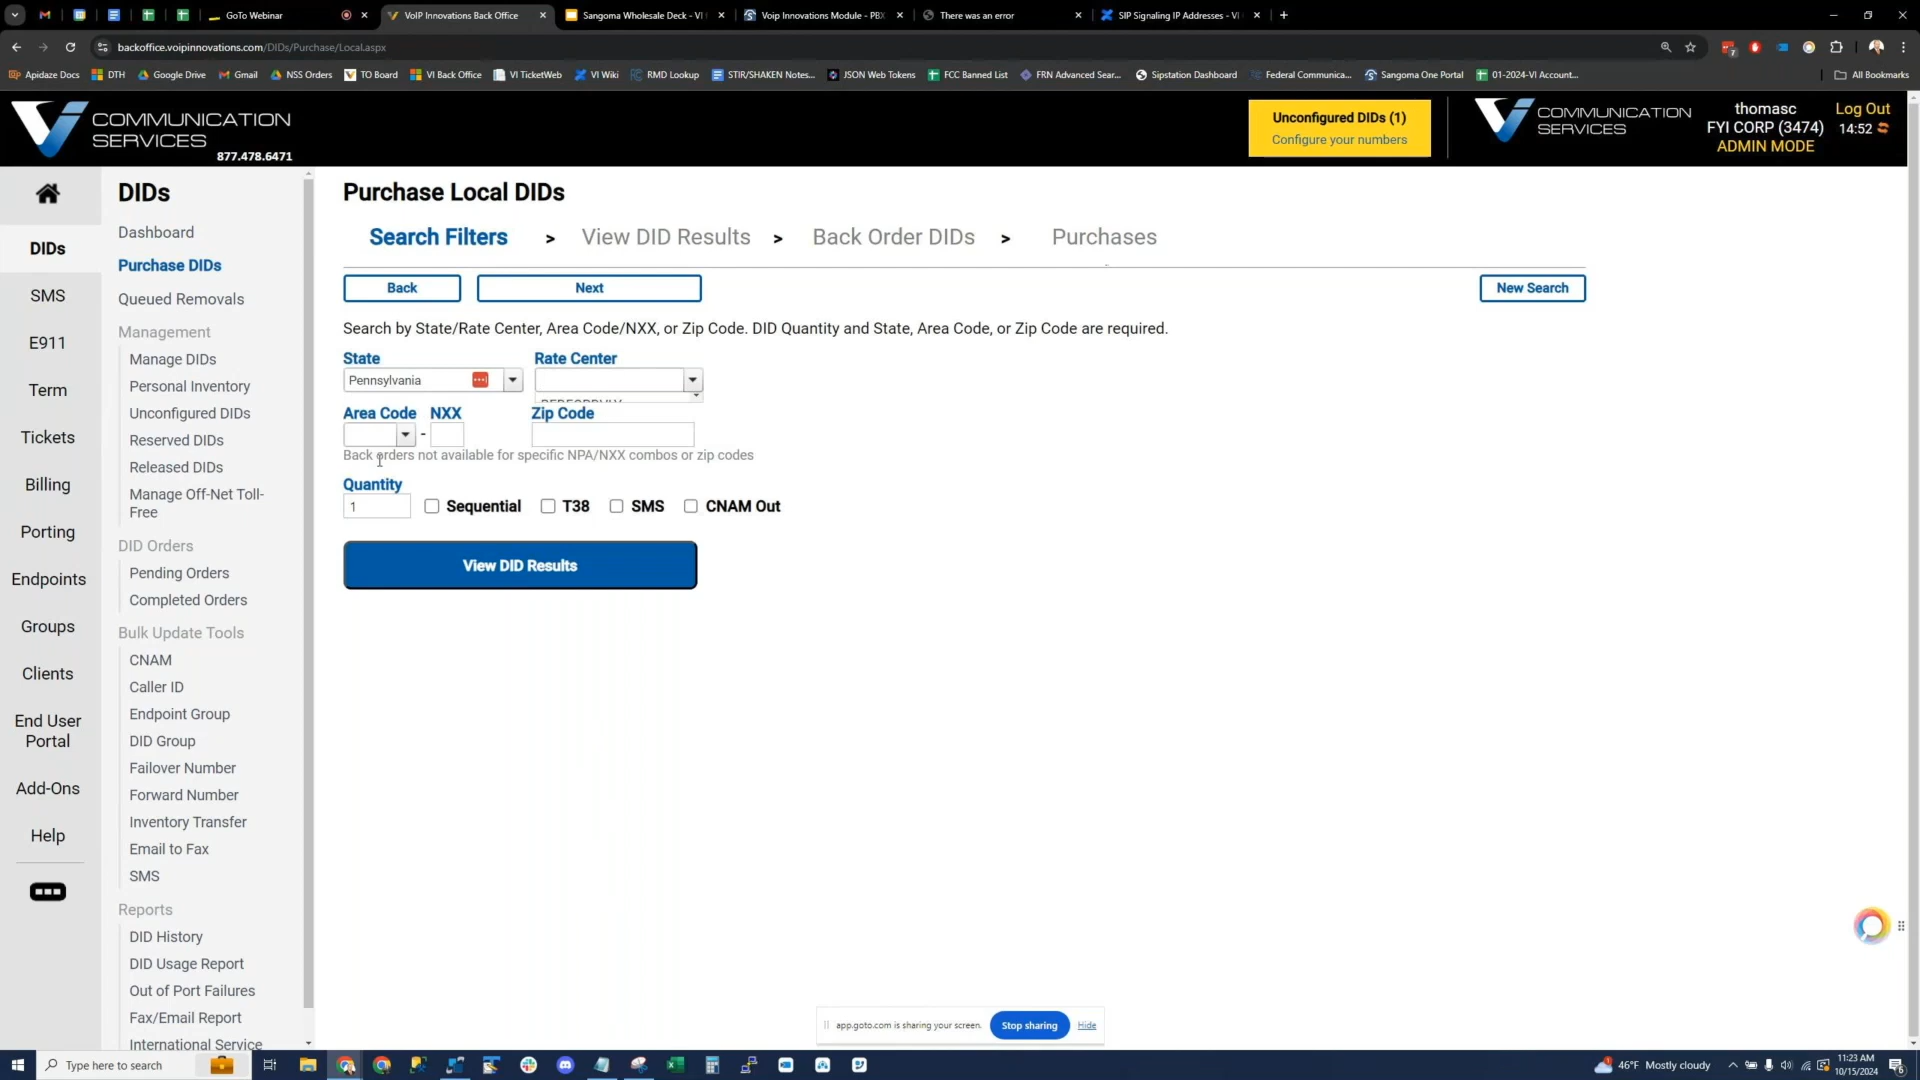 GoTo Webinar
VoIP Innovations Back Office
Sangoma Wholesale Deck - VI
Voip Innovations Module - PBX
There was an error
SIP Signaling IP Addresses - VI
backoffice.voipinnovations.com/DIDs/Purchase/Local.aspx
Apidaze Docs
DTH
Google Drive
Gmail
NSS Orders
TO Board
VI Back Office
VI TicketWeb
VI Wiki
RMD Lookup
STIR/SHAKEN Notes...
JSON Web Tokens
FCC Banned List
FRN Advanced Sear...
Sipstation Dashboard
Federal Communica...
Sangoma One Portal
01-2024-VI Account...
All Bookmarks
COMMUNICATION
SERVICES
877.478.6471
Unconfigured DIDs (1)
Configure your numbers
COMMUNICATION
SERVICES
thomasc
FYI CORP (3474)
ADMIN MODE
Log Out
14:52
DIDs
SMS
E911
Term
Tickets
Billing
Porting
Endpoints
Groups
Clients
End User
Portal
Add-Ons
Help
DIDs
Dashboard
Purchase DIDs
Queued Removals
Management
Manage DIDs
Personal Inventory
Unconfigured DIDs
Reserved DIDs
Released DIDs
Manage Off-Net Toll-
Free
DID Orders
Pending Orders
Completed Orders
Bulk Update Tools
CNAM
Caller ID
Endpoint Group
DID Group
Failover Number
Forward Number
Inventory Transfer
Email to Fax
SMS
Reports
DID History
DID Usage Report
Out of Port Failures
Fax/Email Report
International Service
Purchase Local DIDs
Search Filters > View DID Results > Back Order DIDs > Purchases
Back
Next
New Search
Search by State/Rate Center, Area Code/NXX, or Zip Code. DID Quantity and State, Area Code, or Zip Code are required.
State
Rate Center
Pennsylvania
Area Code
NXX
Zip Code
-
Back orders not available for specific NPA/NXX combos or zip codes
Quantity
1
Sequential
T38
SMS
CNAM Out
View DID Results
app.goto.com is sharing your screen.
Stop sharing
Hide
Type here to search
46°F Mostly cloudy
11:23 AM
10/15/2024